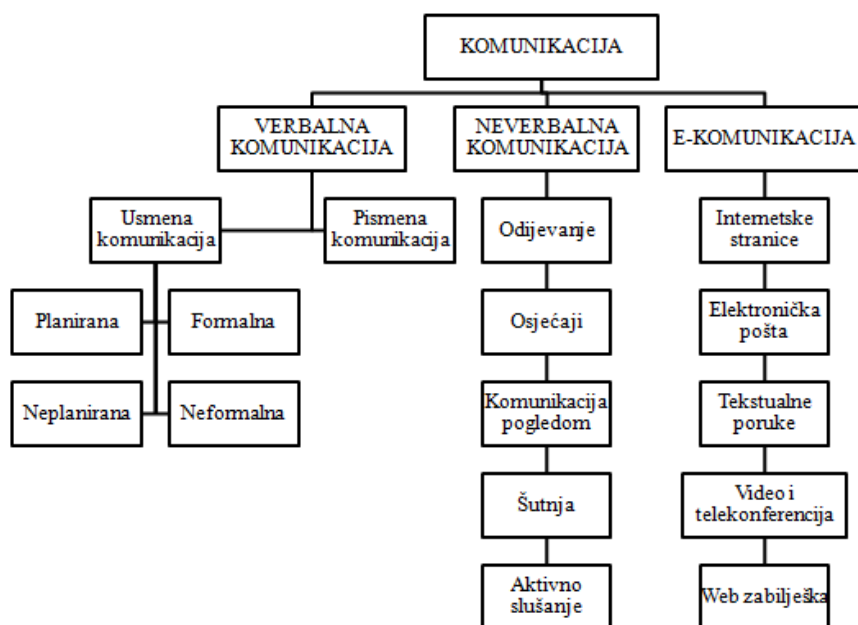 KOMUNIKACIJA
VERBALNA
KOMUNIKACIJA
NEVERBALNA
KOMUNIKACIJA
E-KOMUNIKACIJA
Usmena
komunikacija
Pismena
komunikacija
Planirana
Formalna
Neplanirana
Neformalna
Odijevanje
Osjećaji
Komunikacija
pogledom
Šutnja
Aktivno
slušanje
Internetske
stranice
Elektronička
pošta
Tekstualne
poruke
Video i
telekonferencija
Web zabilješka